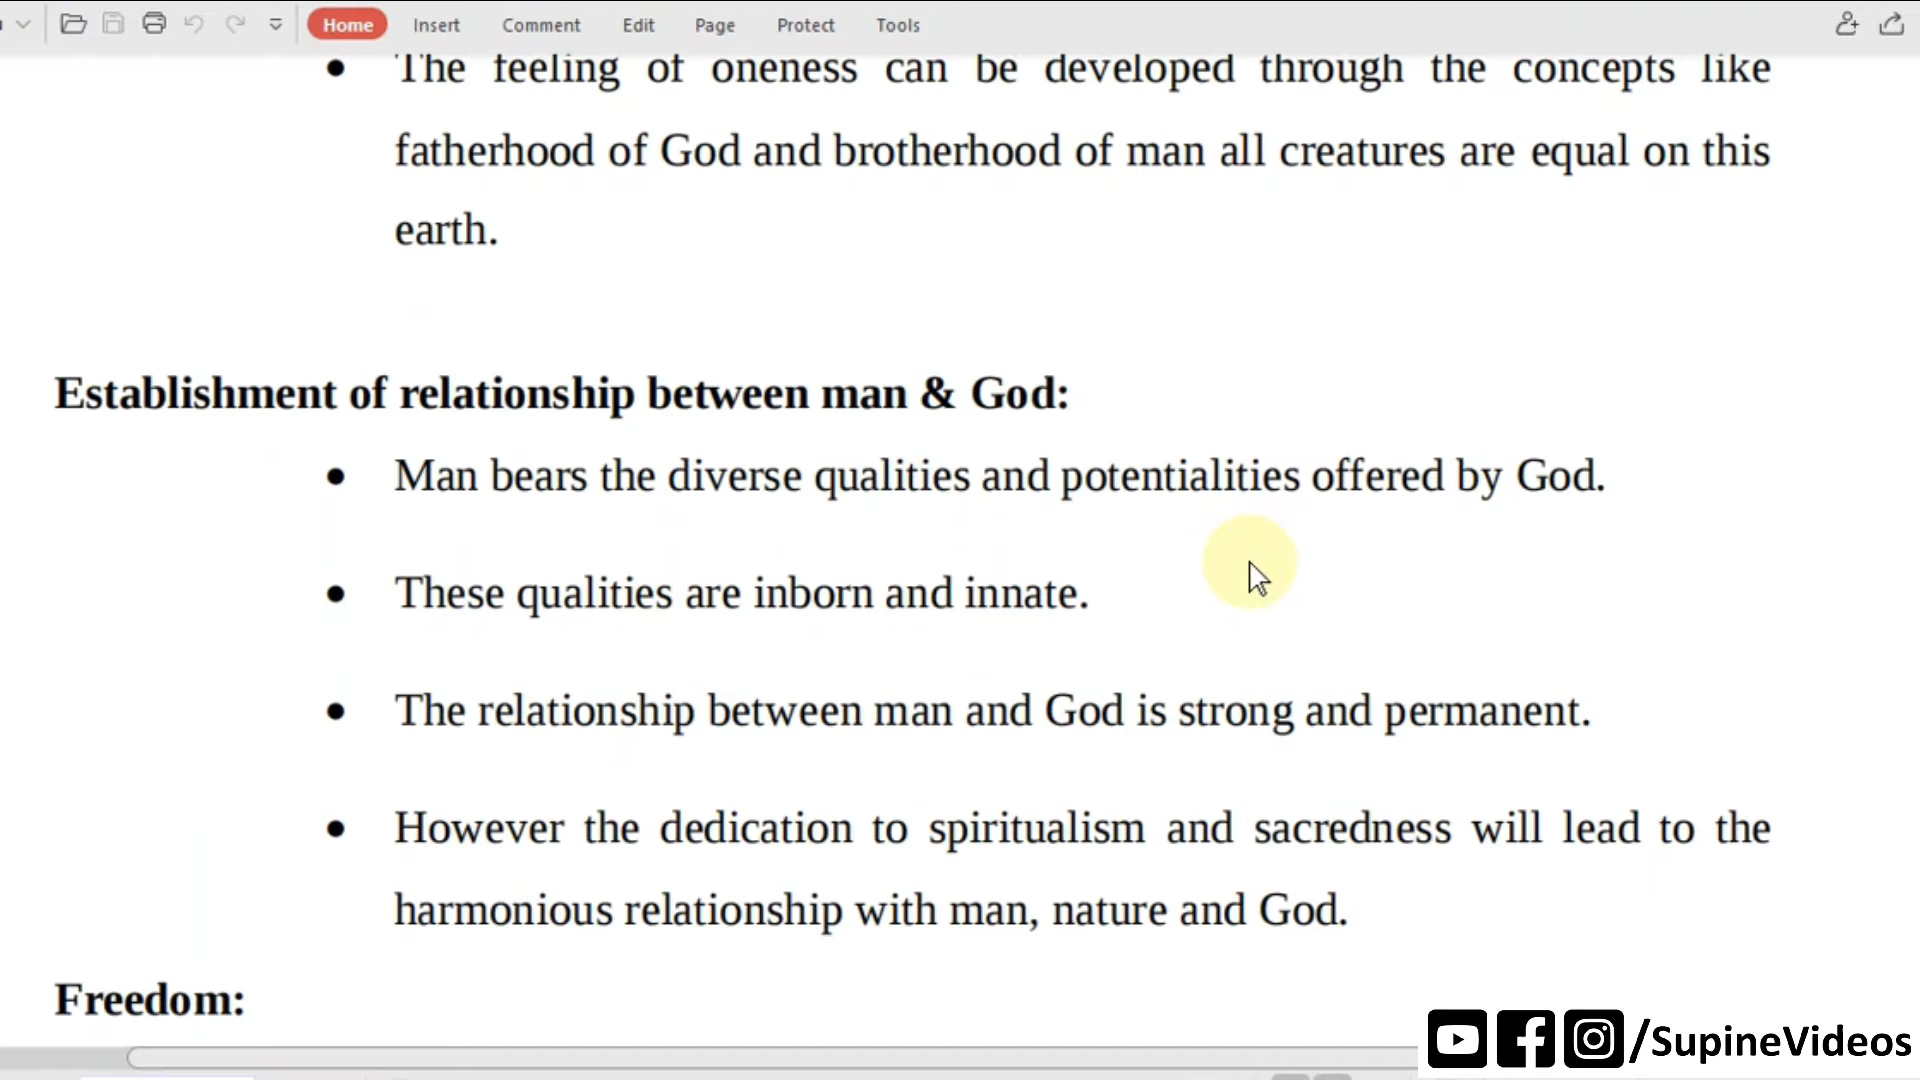 Home Insert Comment Edit Page Protect Tools
• The feeling of oneness can be developed through the concepts like
fatherhood of God and brotherhood of man all creatures are equal on this
earth.
Establishment of relationship between man & God:
• Man bears the diverse qualities and potentialities offered by God.
• These qualities are inborn and innate.
• The relationship between man and God is strong and permanent.
• However the dedication to spiritualism and sacredness will lead to the
harmonious relationship with man, nature and God.
Freedom:
/SupineVideos